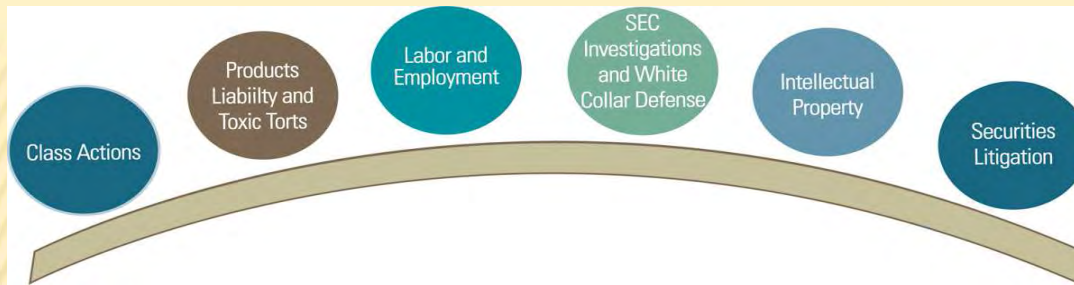 Class Actions
Products
Liabiilty and
Toxic Torts
Labor and
Employment
SEC
Investigations
and White
Collar Defense
Intellectual
Property
Securities
Litigation